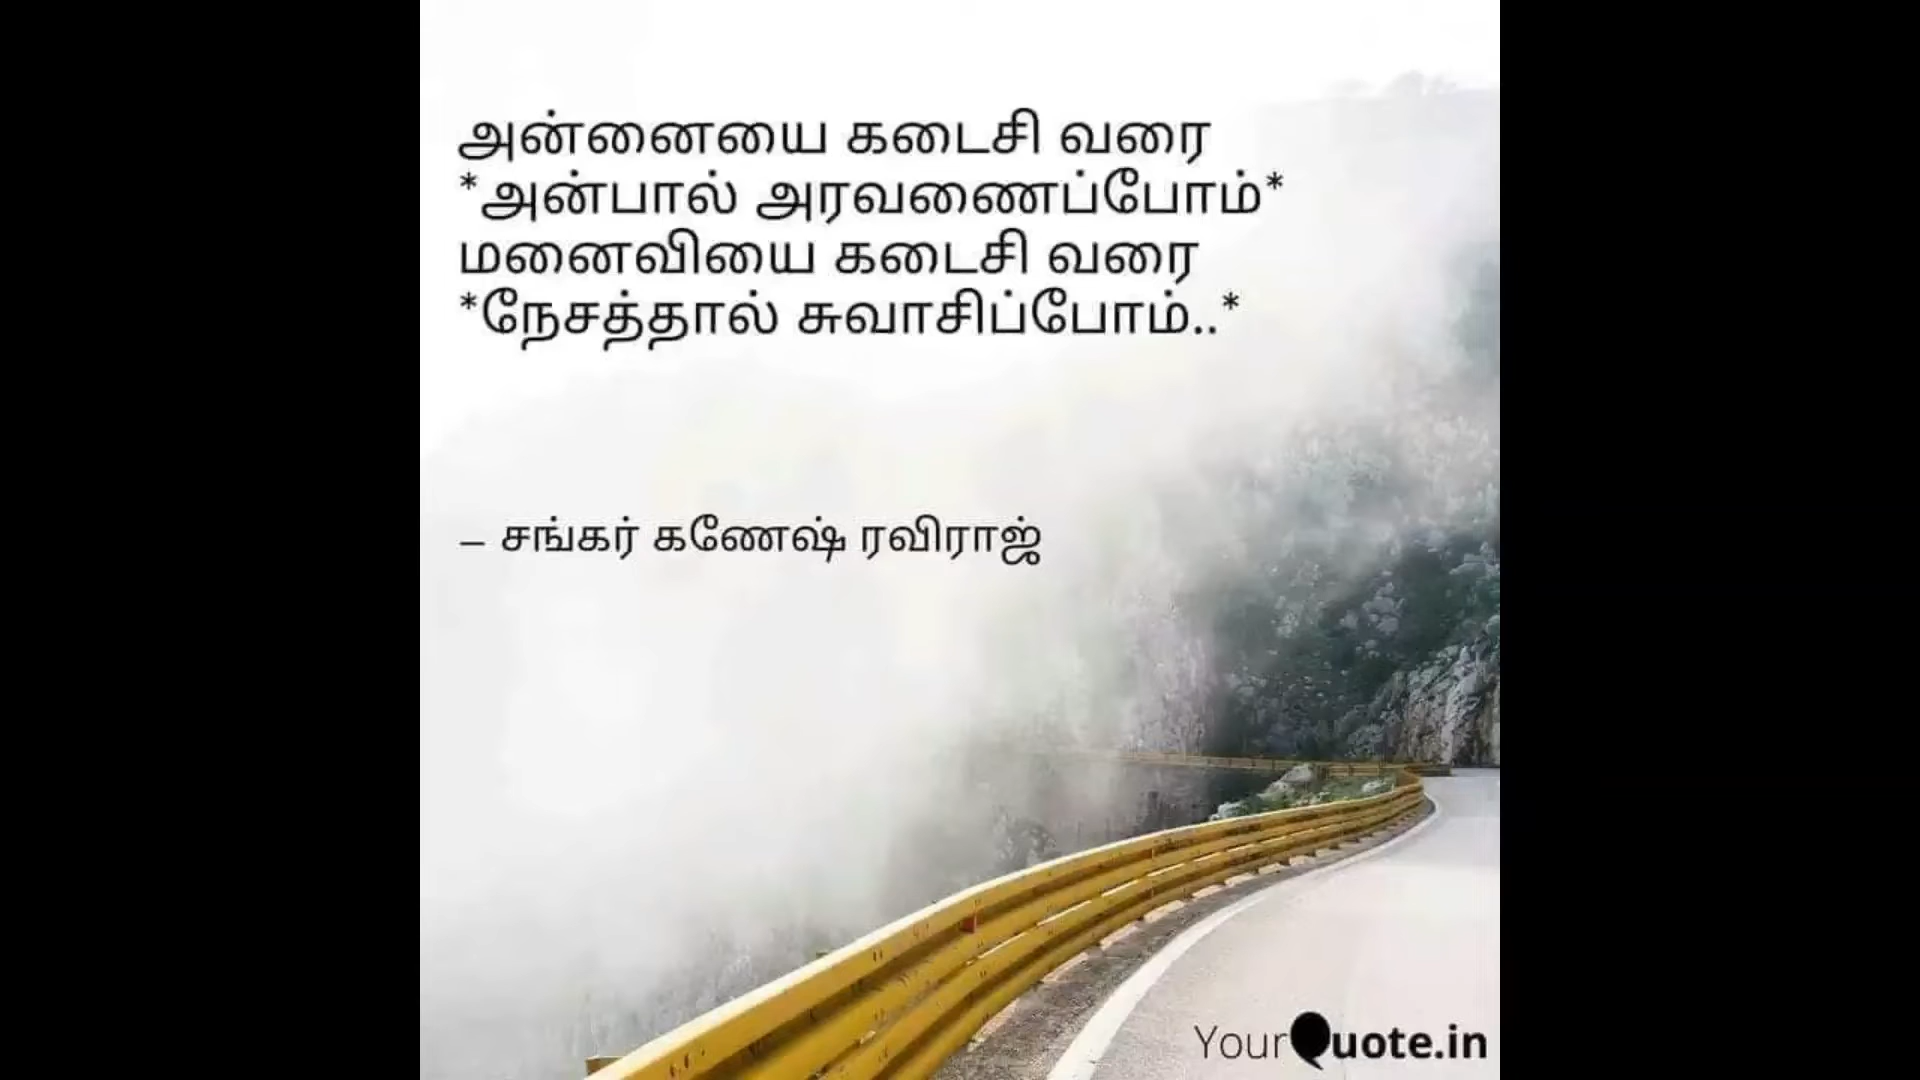 அன்னையை கடைசி வரை
*அன்பால் அரவணைப்போம்*
மனைவியை கடைசி வரை
*நேசத்தால் சுவாசிப்போம்..*
– சங்கர் கணேஷ் ரவிராஜ்
YourQuote.in